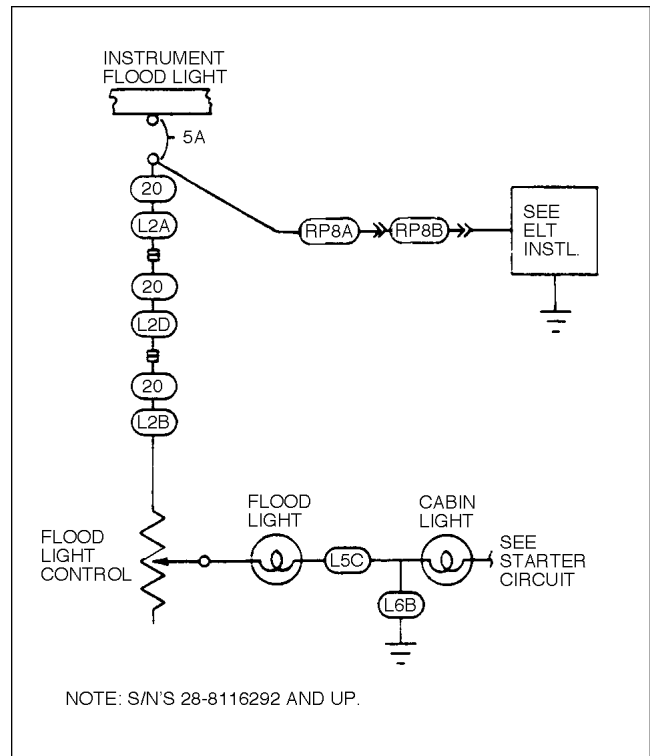 INSTRUMENT
FLOOD LIGHT
5A
20
L2A
RP8A
RP8B
SEE
ELT
INSTL.
20
L2D
20
L2B
FLOOD
LIGHT
CONTROL
FLOOD
LIGHT
L5C
CABIN
LIGHT
SEE
STARTER
CIRCUIT
L6B
NOTE: S/N'S 28-8116292 AND UP.